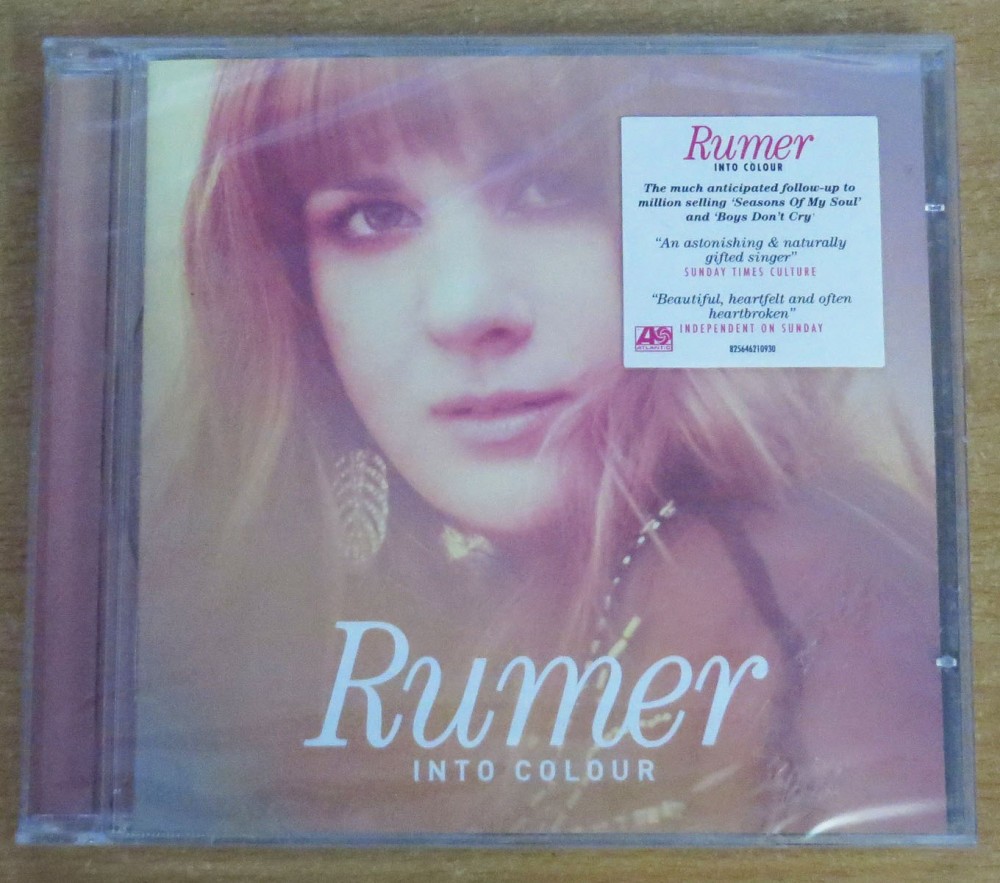 Rumer
INTO COLOUR
The much anticipated follow-up to
million selling ‘Seasons Of My Soul’
and ‘Boys Don’t Cry’
“An astonishing & naturally
gifted singer”
SUNDAY TIMES CULTURE
“Beautiful, heartfelt and often
heartbroken”
INDEPENDENT ON SUNDAY
ATLANTIC
825646210930
Rumer
INTO COLOUR